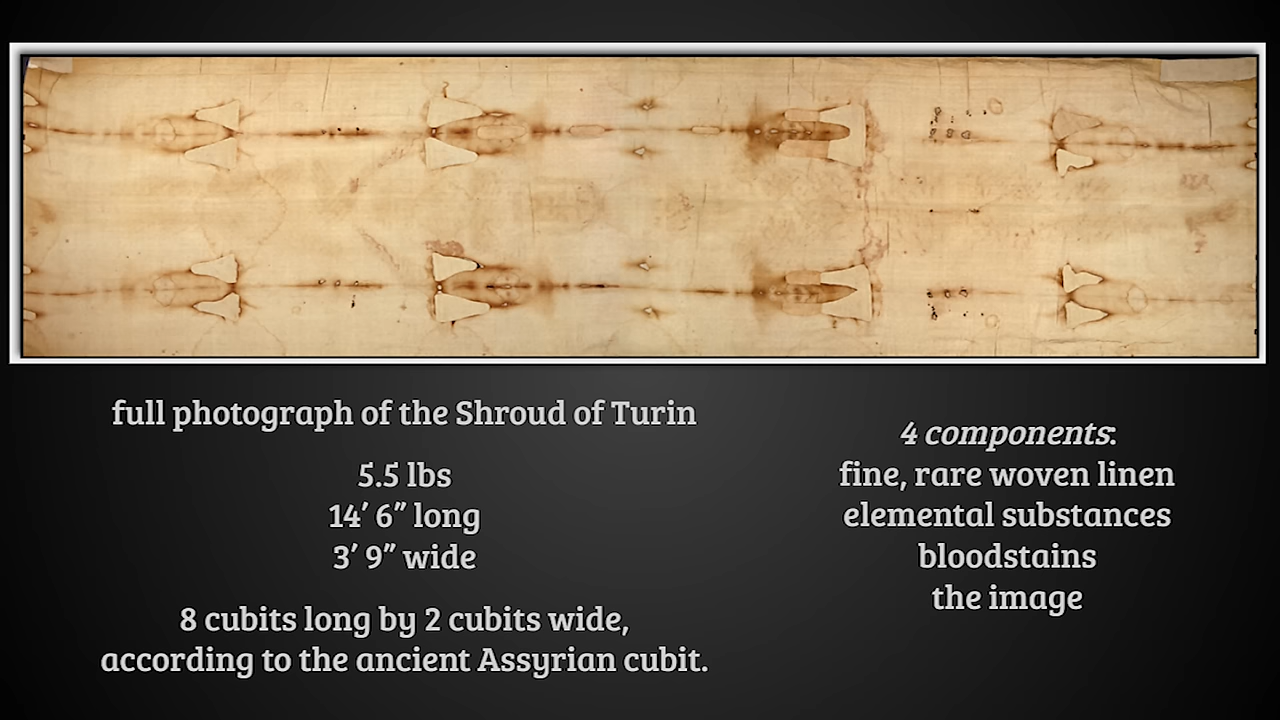 full photograph of the Shroud of Turin
5.5 lbs
14′ 6″ long
3′ 9″ wide
8 cubits long by 2 cubits wide,
according to the ancient Assyrian cubit.
4 components:
fine, rare woven linen
elemental substances
bloodstains
the image